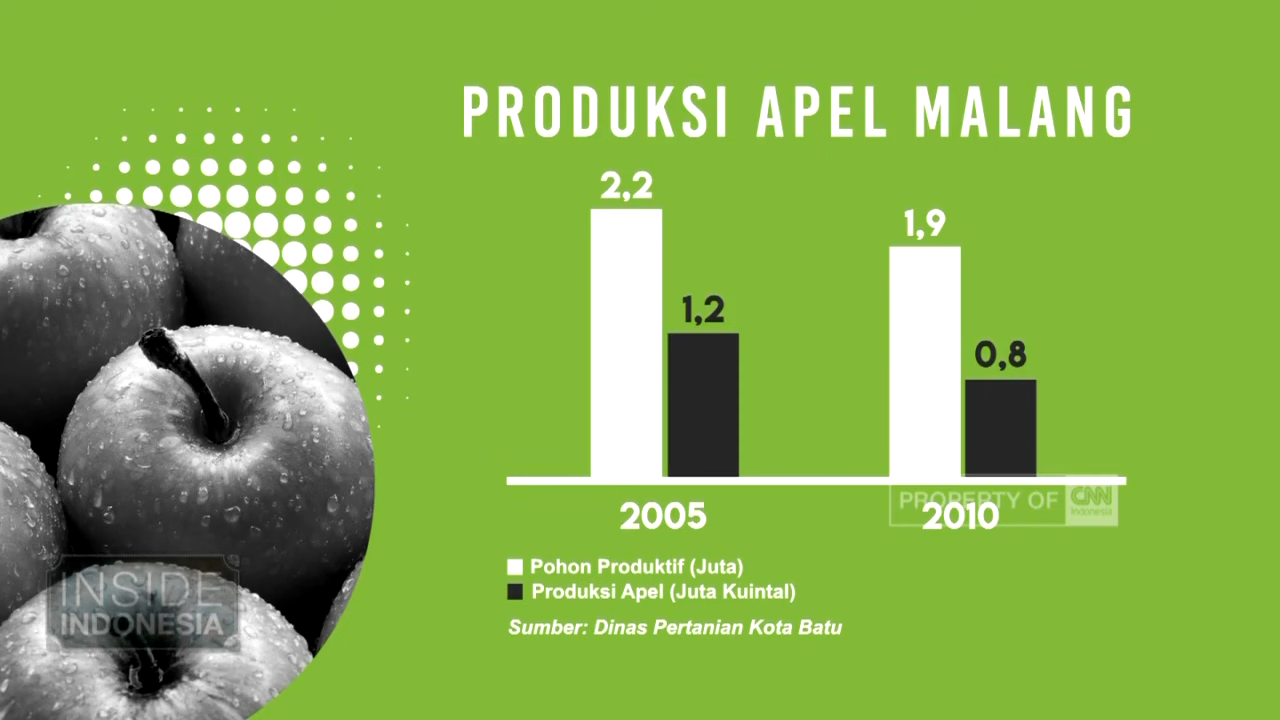 PRODUKSI APEL MALANG
2,2
1,2
1,9
0,8
2005
2010
PROPERTY OF CNN Indonesia
Pohon Produktif (Juta)
Produksi Apel (Juta Kuintal)
Sumber: Dinas Pertanian Kota Batu
INSIDE
INDONESIA